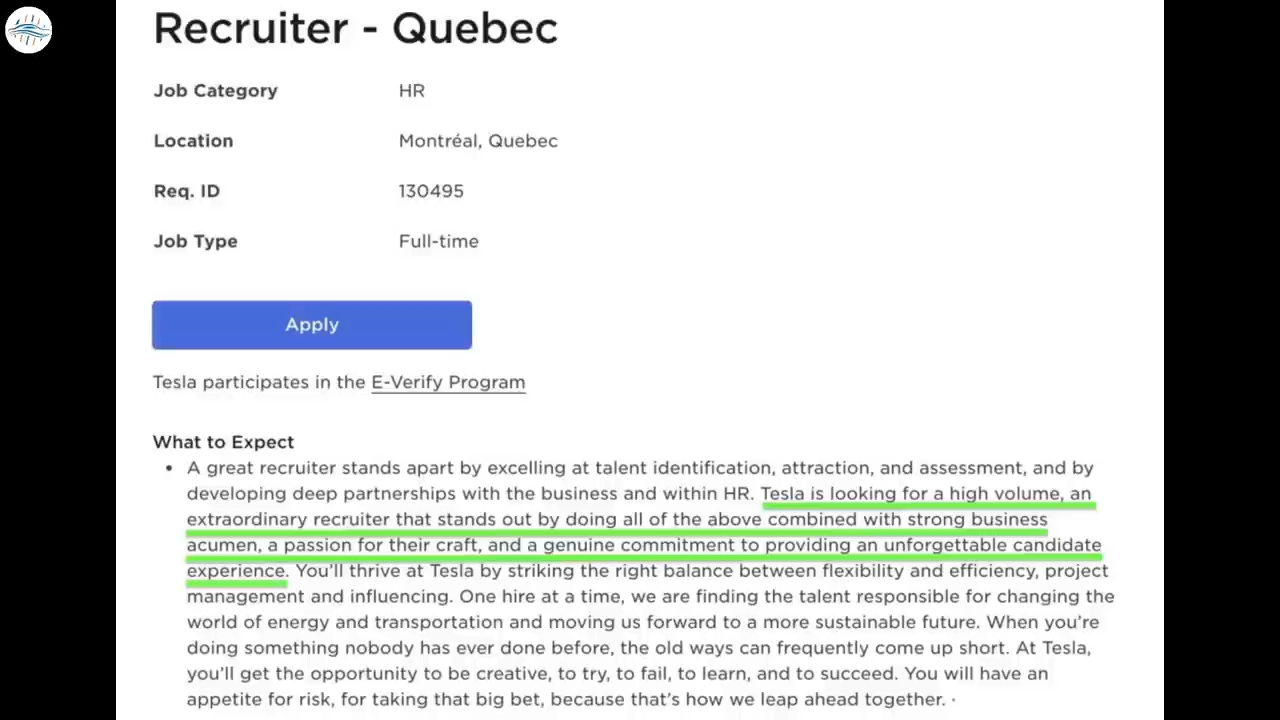 Recruiter - Quebec
Job Category HR
Location Montréal, Quebec
Req. ID 130495
Job Type Full-time
Apply
Tesla participates in the E-Verify Program
What to Expect
• A great recruiter stands apart by excelling at talent identification, attraction, and assessment, and by
developing deep partnerships with the business and within HR. Tesla is looking for a high volume, an
extraordinary recruiter that stands out by doing all of the above combined with strong business
acumen, a passion for their craft, and a genuine commitment to providing an unforgettable candidate
experience. You’ll thrive at Tesla by striking the right balance between flexibility and efficiency, project
management and influencing. One hire at a time, we are finding the talent responsible for changing the
world of energy and transportation and moving us forward to a more sustainable future. When you’re
doing something nobody has ever done before, the old ways can frequently come up short. At Tesla,
you’ll get the opportunity to be creative, to try, to fail, to learn, and to succeed. You will have an
appetite for risk, for taking that big bet, because that’s how we leap ahead together. ·